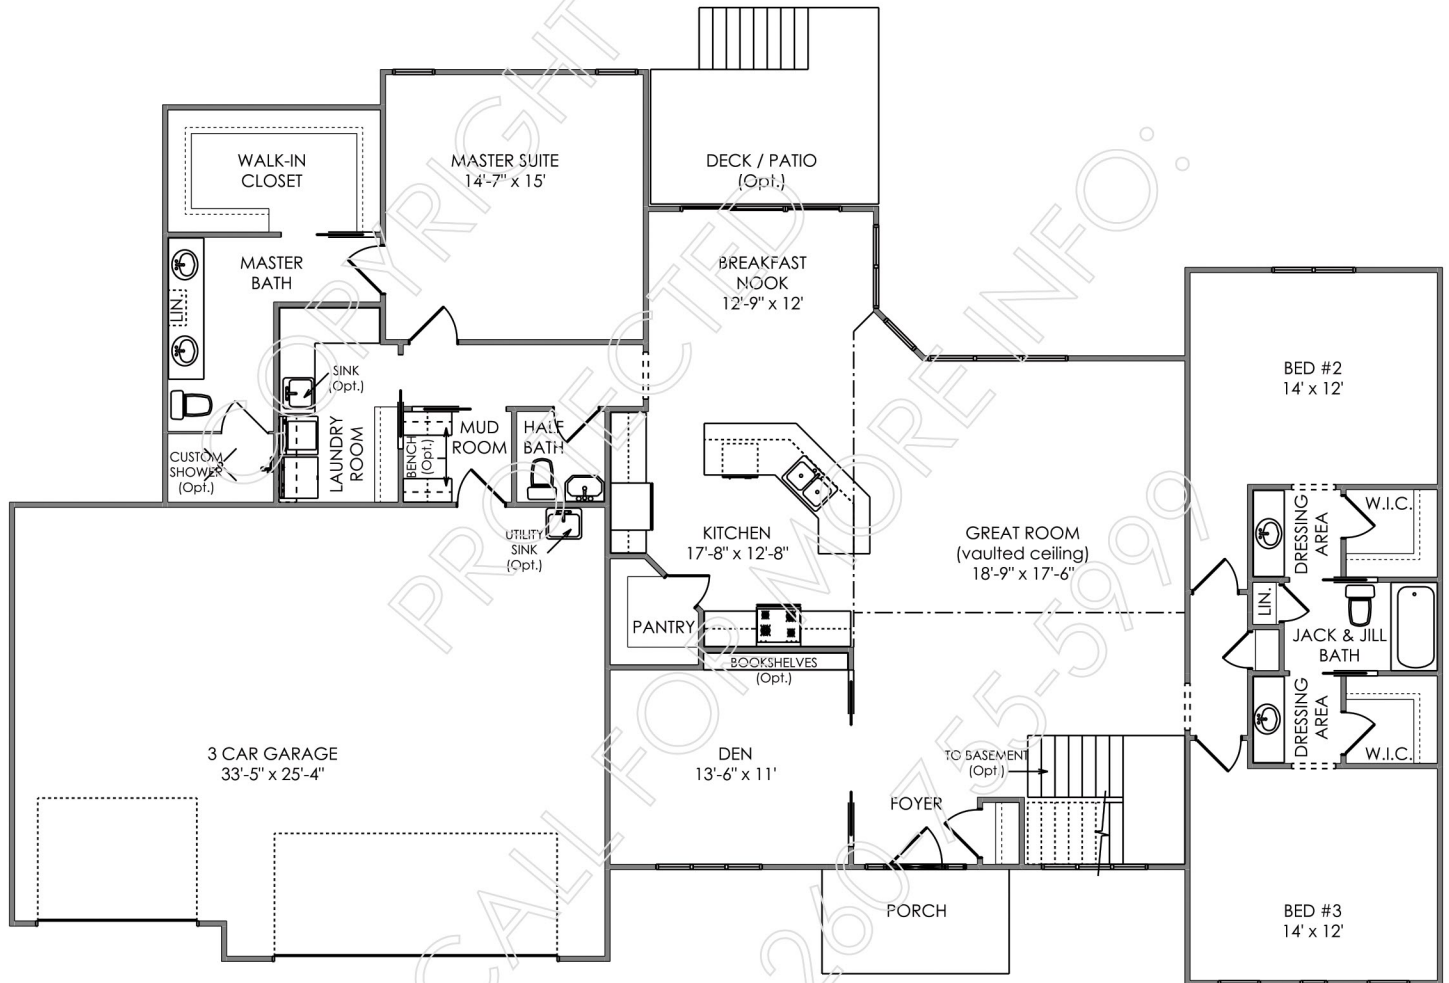 DECK / PATIO
(Opt.)
WALK-IN
CLOSET
MASTER SUITE
14'-7" x 15'
MASTER
BATH
LIN.
BREAKFAST
NOOK
12'-9" x 12'
SINK
(Opt.)
LAUNDRY
ROOM
BENCH
(Opt.)
MUD
ROOM
HALF
BATH
CUSTOM
SHOWER
(Opt.)
UTILITY
SINK
(Opt.)
KITCHEN
17'-8" x 12'-8"
GREAT ROOM
(vaulted ceiling)
18'-9" x 17'-6"
BED #2
14' x 12'
DRESSING
AREA
W.I.C.
LIN.
JACK & JILL
BATH
DRESSING
AREA
W.I.C.
PANTRY
BOOKSHELVES
(Opt.)
3 CAR GARAGE
33'-5" x 25'-4"
DEN
13'-6" x 11'
TO BASEMENT
(Opt.)
FOYER
PORCH
BED #3
14' x 12'
COPYRIGHT
PROTECTED
CALL FOR MORE INFO:
260-755-5999